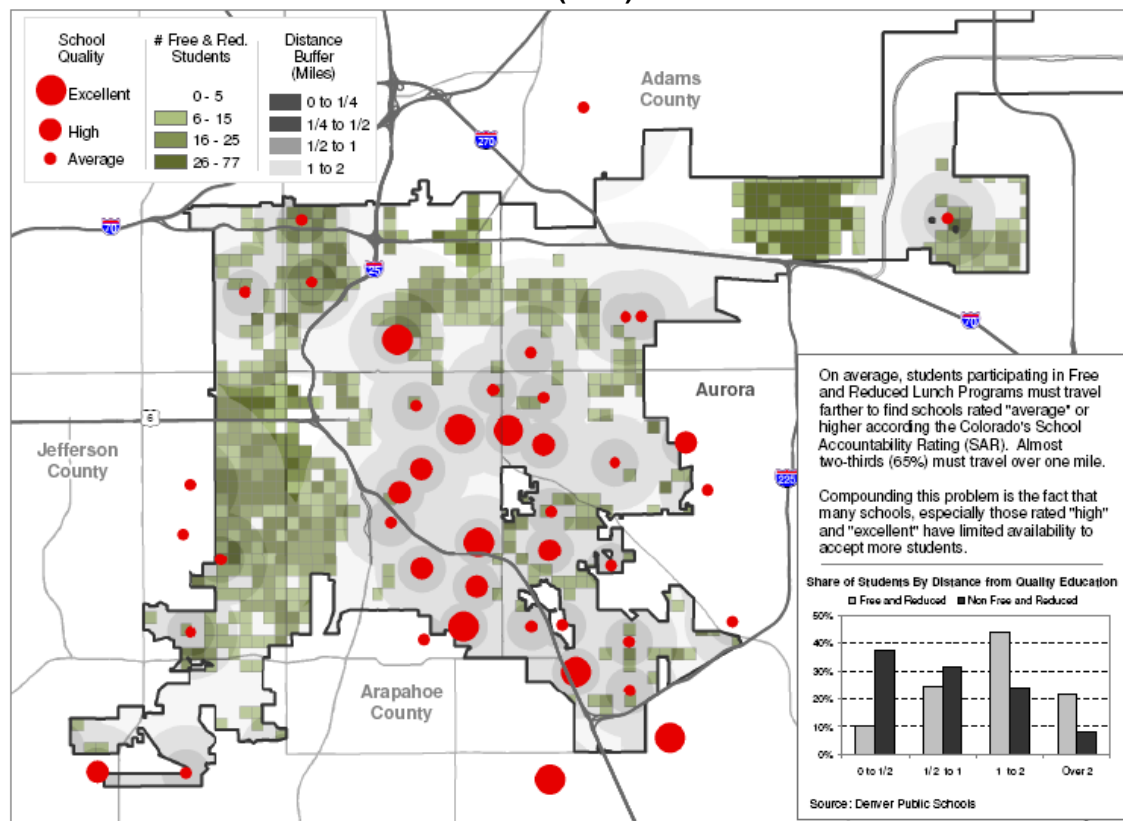 School
Quality
Excellent
High
Average
# Free & Red.
Students
0 - 5
6 - 15
16 - 25
26 - 77
Distance
Buffer
(Miles)
0 to 1/4
1/4 to 1/2
1/2 to 1
1 to 2
Adams
County
270
70
25
70
Aurora
6
Jefferson
County
225
Arapahoe
County
On average, students participating in Free
and Reduced Lunch Programs must travel
farther to find schools rated "average" or
higher according the Colorado's School
Accountability Rating (SAR). Almost
two-thirds (65%) must travel over one mile.
Compounding this problem is the fact that
many schools, especially those rated "high"
and "excellent" have limited availability to
accept more students.
Share of Students By Distance from Quality Education
Free and Reduced
Non Free and Reduced
50%
40%
30%
20%
10%
0%
0 to 1/2
1/2 to 1
1 to 2
Over 2
Source: Denver Public Schools